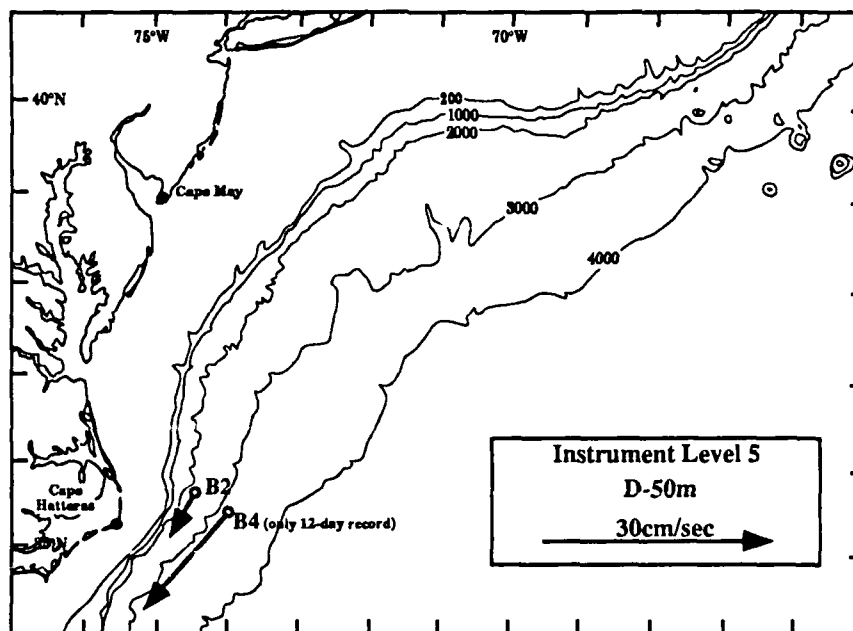 75°W 70°W
40°N
200
1000
2000
Cape May
3000
4000
Instrument Level 5
D-50m
30cm/sec
Cape
Hatteras
B2
B4 (only 12-day record)